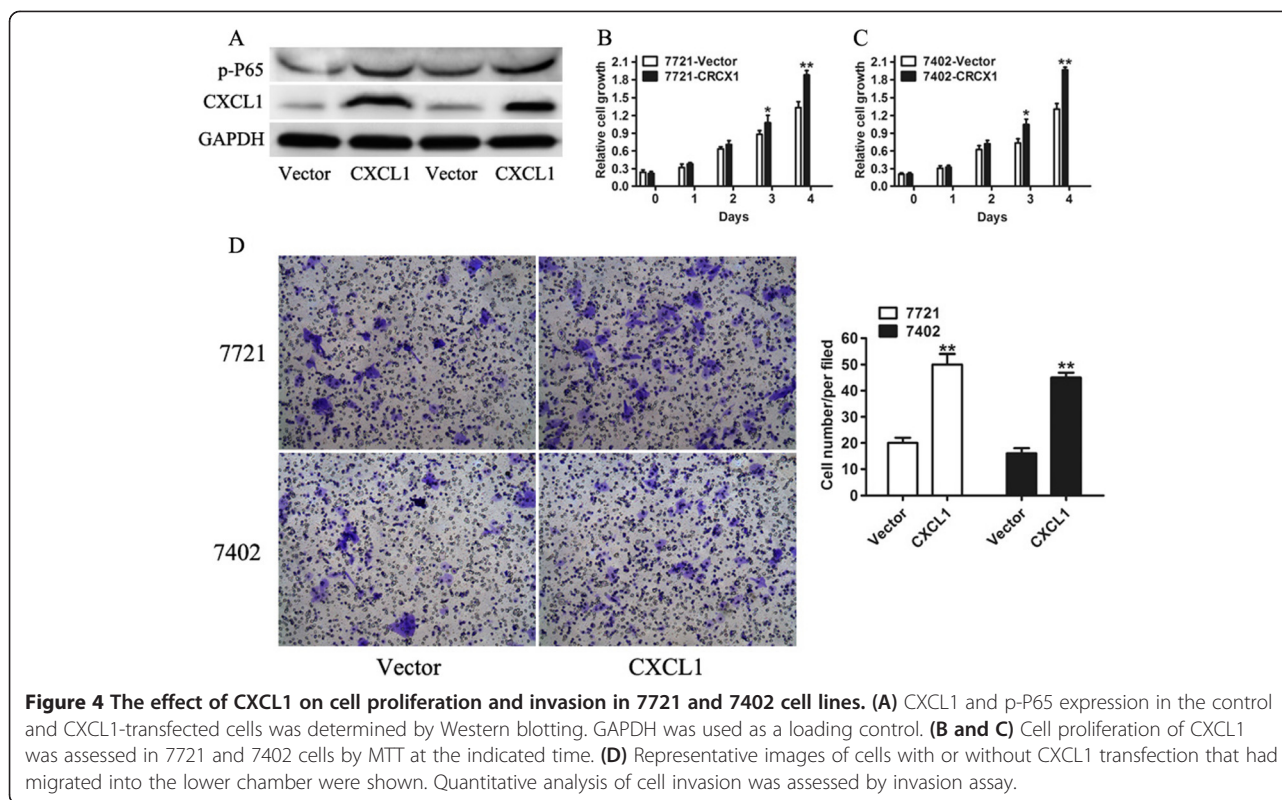 A
p-P65
CXCL1
GAPDH
Vector CXCL1 Vector CXCL1
B
7721-Vector
7721-CRCX1
Relative cell growth
2.1
1.8
1.5
1.2
0.9
0.6
0.3
0.0
*
**
0 1 2 3 4
Days
C
7402-Vector
7402-CRCX1
Relative cell growth
2.1
1.8
1.5
1.2
0.9
0.6
0.3
0.0
*
**
0 1 2 3 4
Days
D
7721
7402
Vector CXCL1
7721
7402
Cell number/per filed
60
50
40
30
20
10
0
**
**
Vector CXCL1 Vector CXCL1
Figure 4 The effect of CXCL1 on cell proliferation and invasion in 7721 and 7402 cell lines. (A) CXCL1 and p-P65 expression in the control
and CXCL1-transfected cells was determined by Western blotting. GAPDH was used as a loading control. (B and C) Cell proliferation of CXCL1
was assessed in 7721 and 7402 cells by MTT at the indicated time. (D) Representative images of cells with or without CXCL1 transfection that had
migrated into the lower chamber were shown. Quantitative analysis of cell invasion was assessed by invasion assay.